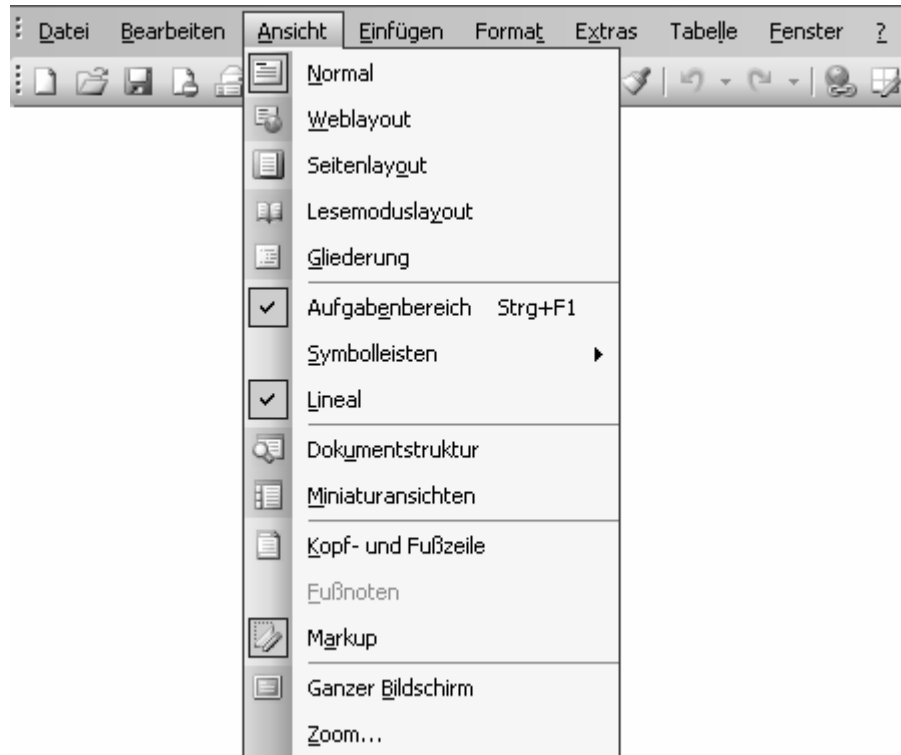 Datei Bearbeiten Ansicht Einfügen Format Extras Tabelle Fenster ?
Normal
Weblayout
Seitenlayout
Lesemoduslayout
Gliederung
Aufgabenbereich Strg+F1
Symbolleisten
Lineal
Dokumentstruktur
Miniaturansichten
Kopf- und Fußzeile
Fußnoten
Markup
Ganzer Bildschirm
Zoom...